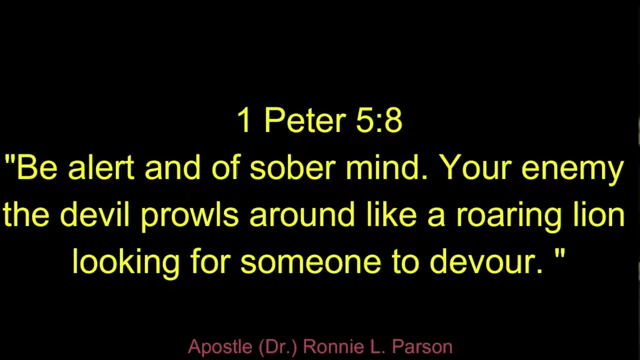 1 Peter 5:8
"Be alert and of sober mind. Your enemy
the devil prowls around like a roaring lion
looking for someone to devour. "
Apostle (Dr.) Ronnie L. Parson